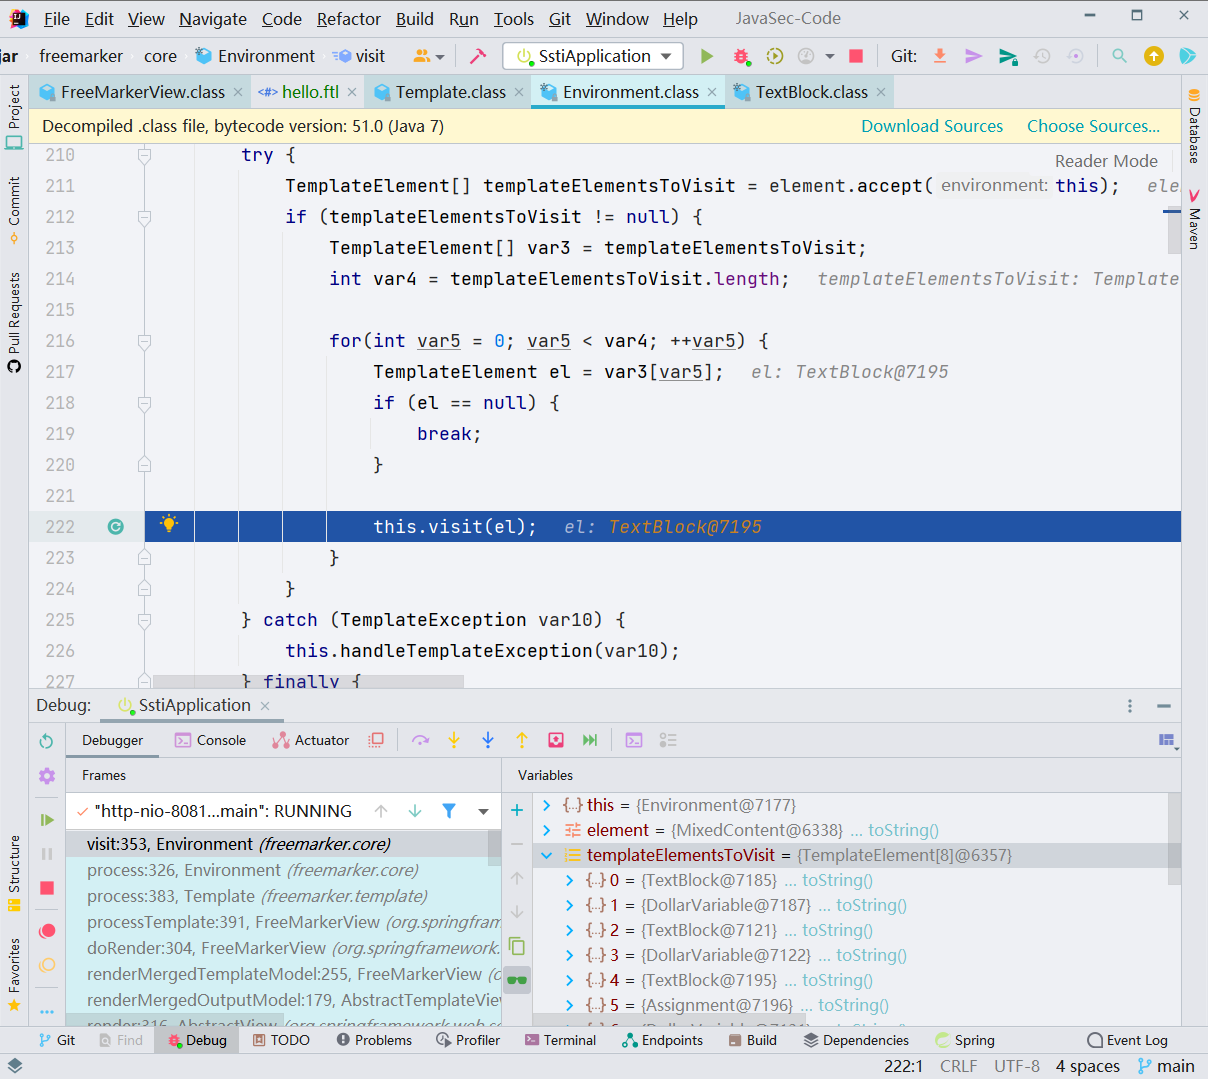 File Edit View Navigate Code Refactor Build Run Tools Git Window Help JavaSec-Code
jar freemarker core Environment visit SstiApplication Git:
FreeMarkerView.class hello.ftl Template.class Environment.class TextBlock.class
Decompiled .class file, bytecode version: 51.0 (Java 7) Download Sources Choose Sources...
Reader Mode
210 try {
211 TemplateElement[] templateElementsToVisit = element.accept( environment: this); ele
212 if (templateElementsToVisit != null) {
213 TemplateElement[] var3 = templateElementsToVisit;
214 int var4 = templateElementsToVisit.length; templateElementsToVisit: Template
215
216 for(int var5 = 0; var5 < var4; ++var5) {
217 TemplateElement el = var3[var5]; el: TextBlock@7195
218 if (el == null) {
219 break;
220 }
221
222 this.visit(el); el: TextBlock@7195
223 }
224 }
225 } catch (TemplateException var10) {
226 this.handleTemplateException(var10);
227 } finally {
Project
Commit
Pull Requests
Structure
Favorites
Database
Maven
Debug: SstiApplication
Debugger Console Actuator
Frames
"http-nio-8081...main": RUNNING
visit:353, Environment (freemarker.core)
process:326, Environment (freemarker.core)
process:383, Template (freemarker.template)
processTemplate:391, FreeMarkerView (org.springfram
doRender:304, FreeMarkerView (org.springframework.
renderMergedTemplateModel:255, FreeMarkerView (o
renderMergedOutputModel:179, AbstractTemplateVie
render:316, AbstractView (org.springframework.web.se
Variables
this = {Environment@7177}
element = {MixedContent@6338} ... toString()
templateElementsToVisit = {TemplateElement[8]@6357}
0 = {TextBlock@7185} ... toString()
1 = {DollarVariable@7187} ... toString()
2 = {TextBlock@7121} ... toString()
3 = {DollarVariable@7122} ... toString()
4 = {TextBlock@7195} ... toString()
5 = {Assignment@7196} ... toString()
Git Find Debug TODO Problems Profiler Terminal Endpoints Build Dependencies Spring Event Log
222:1 CRLF UTF-8 4 spaces main